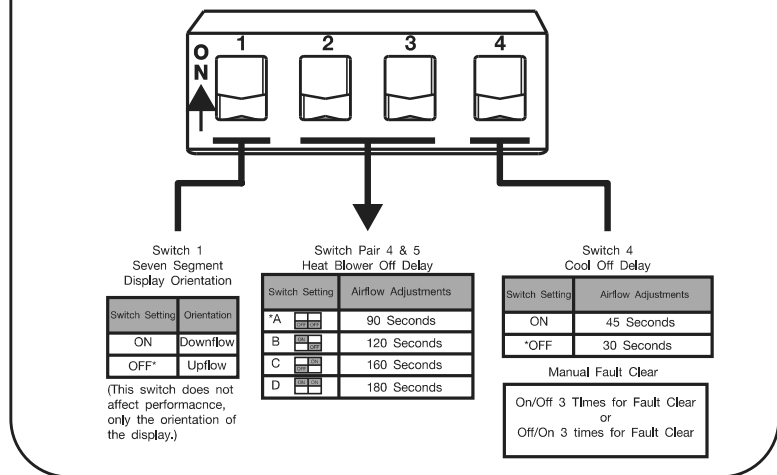 1 2 3 4
ON
Switch 1
Seven Segment
Display Orientation
Switch Setting Orientation
ON Downflow
OFF* Upflow
(This switch does not
affect performacnce,
only the orientation of
the display.)
Switch Pair 4 & 5
Heat Blower Off Delay
Switch Setting Airflow Adjustments
*A OFF OFF 90 Seconds
B ON OFF 120 Seconds
C OFF ON 160 Seconds
D ON ON 180 Seconds
Switch 4
Cool Off Delay
Switch Setting Airflow Adjustments
ON 45 Seconds
*OFF 30 Seconds
Manual Fault Clear
On/Off 3 Times for Fault Clear
or
Off/On 3 times for Fault Clear